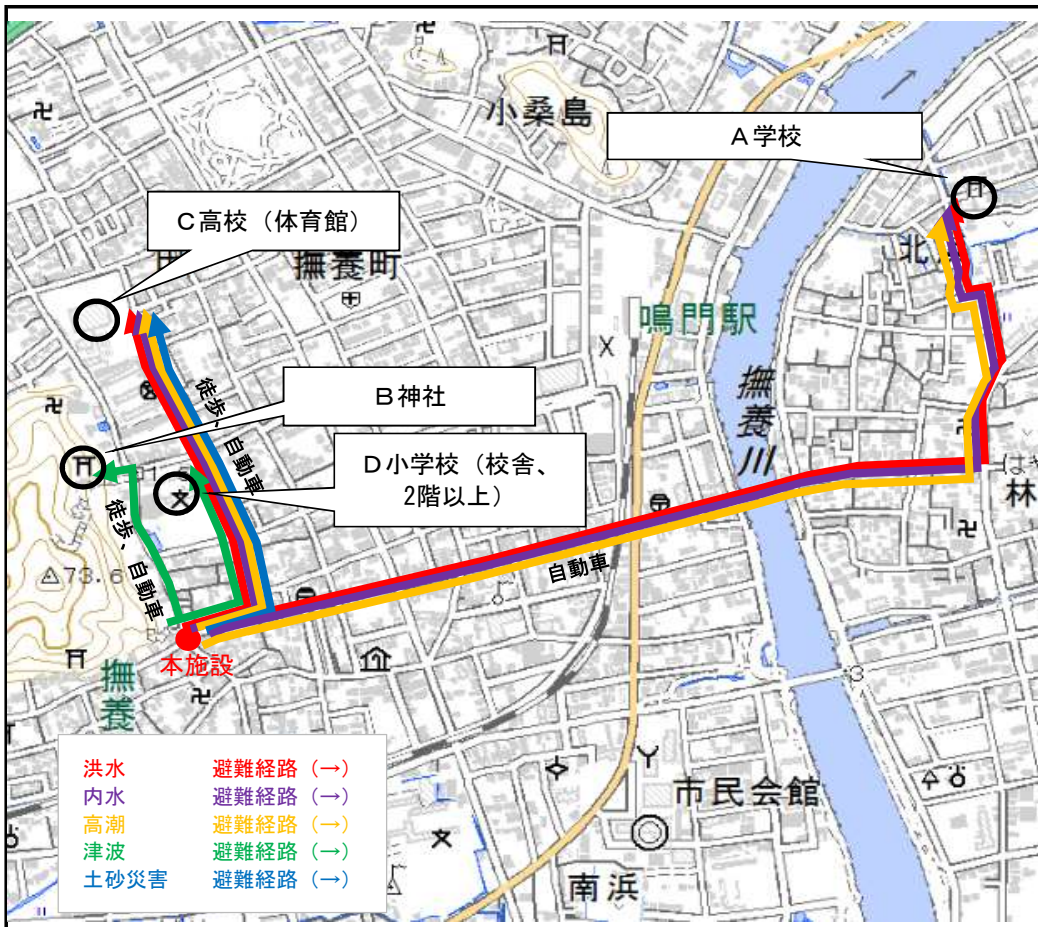 小桑島
A学校
C高校（体育館）
撫養町
北
鳴門駅
B神社
撫養川
D小学校（校舎、
2階以上）
徒歩、自動車
徒歩、自動車
林
73.6
自動車
本施設
撫養
市民会館
南浜
洪水 避難経路（→）
内水 避難経路（→）
高潮 避難経路（→）
津波 避難経路（→）
土砂災害 避難経路（→）